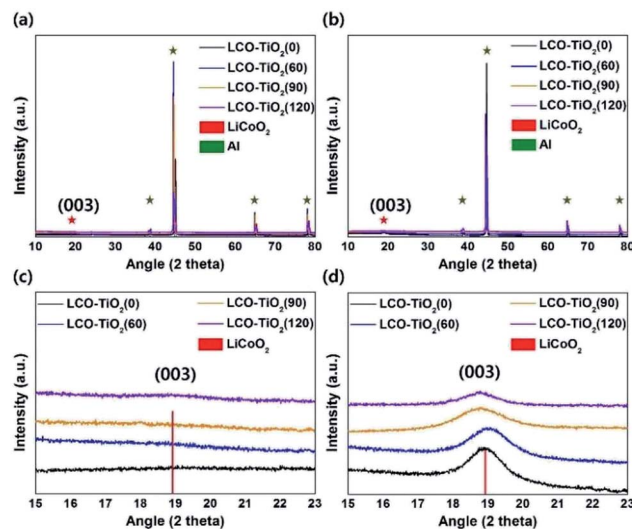 (a)
LCO-TiO₂(0)
LCO-TiO₂(60)
LCO-TiO₂(90)
LCO-TiO₂(120)
LiCoO₂
Al
(003)
Intensity (a.u.)
10 20 30 40 50 60 70 80
Angle (2 theta)
(b)
LCO-TiO₂(0)
LCO-TiO₂(60)
LCO-TiO₂(90)
LCO-TiO₂(120)
LiCoO₂
Al
(003)
Intensity (a.u.)
10 20 30 40 50 60 70 80
Angle (2 theta)
(c)
LCO-TiO₂(0) LCO-TiO₂(90)
LCO-TiO₂(60) LCO-TiO₂(120)
LiCoO₂
(003)
Intensity (a.u.)
15 16 17 18 19 20 21 22 23
Angle (2 theta)
(d)
LCO-TiO₂(0) LCO-TiO₂(90)
LCO-TiO₂(60) LCO-TiO₂(120)
LiCoO₂
(003)
Intensity (a.u.)
15 16 17 18 19 20 21 22 23
Angle (2 theta)